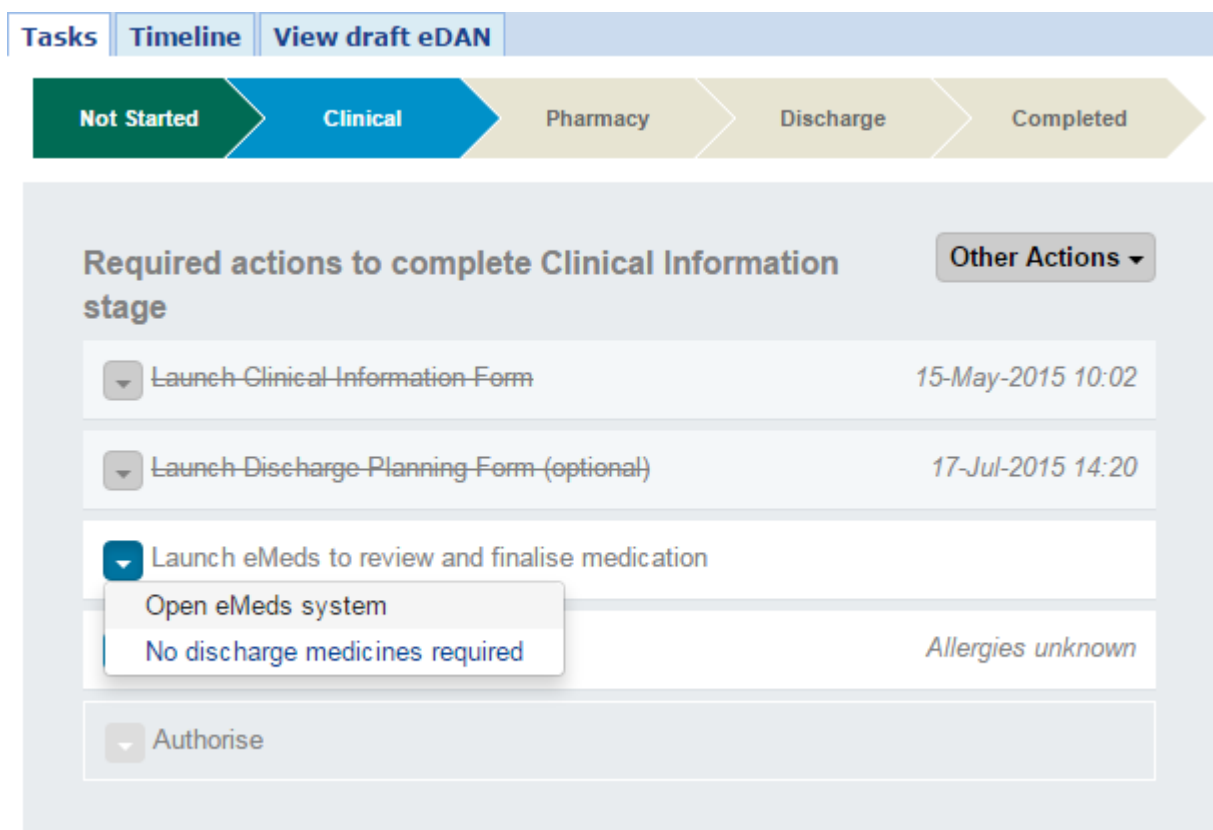 Tasks Timeline View draft eDAN
Not Started Clinical Pharmacy Discharge Completed
Required actions to complete Clinical Information
stage
Other Actions
Launch Clinical Information Form 15-May-2015 10:02
Launch Discharge Planning Form (optional) 17-Jul-2015 14:20
Launch eMeds to review and finalise medication
Open eMeds system
No discharge medicines required
Allergies unknown
Authorise